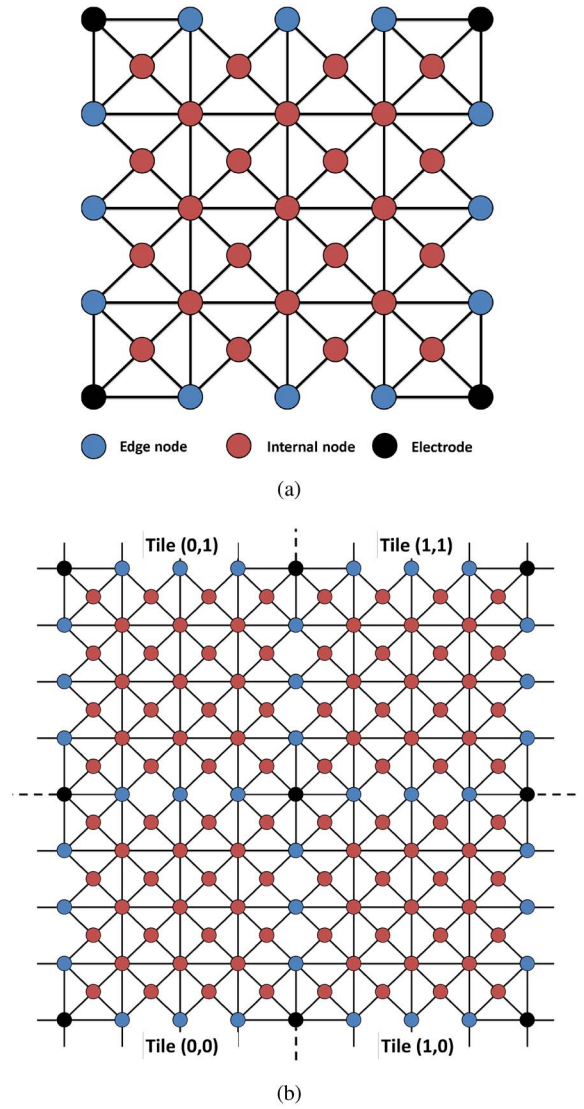 Edge node Internal node Electrode
(a)
Tile (0,1) Tile (1,1)
Tile (0,0) Tile (1,0)
(b)